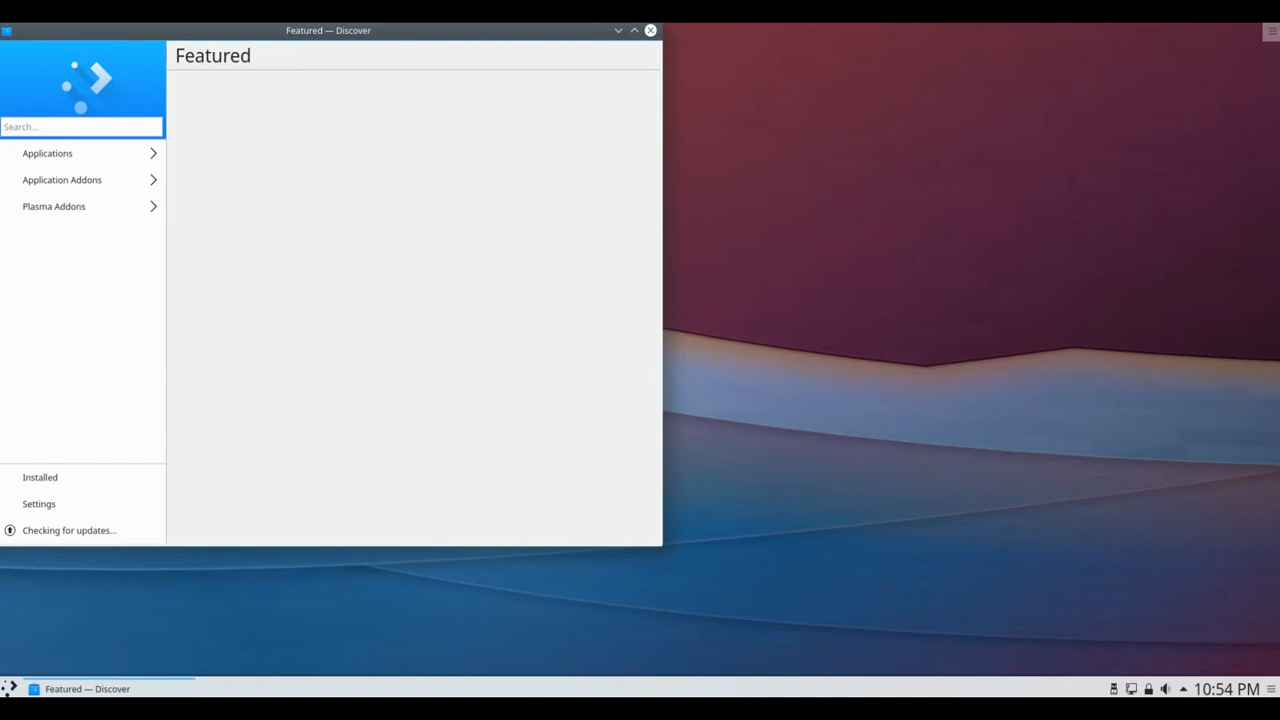 Featured — Discover
Featured
Search...
Applications
Application Addons
Plasma Addons
Installed
Settings
Checking for updates...
Featured — Discover
10:54 PM